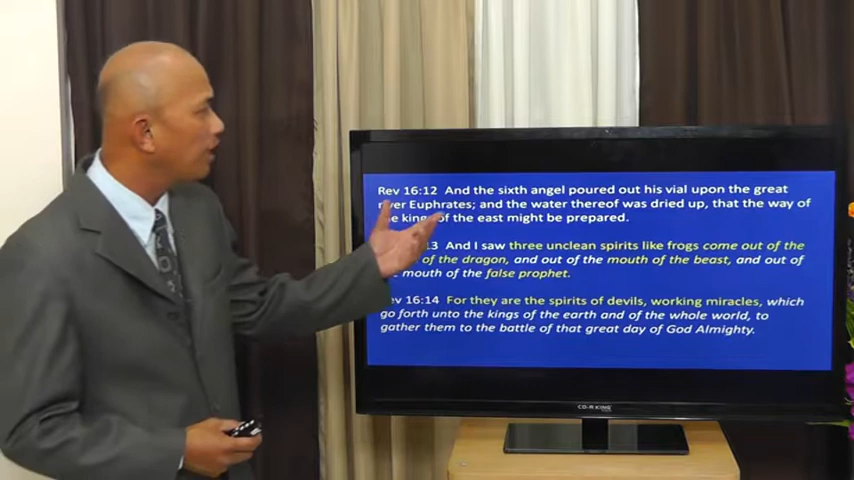 Rev 16:12 And the sixth angel poured out his vial upon the great
river Euphrates; and the water thereof was dried up, that the way of
the kings of the east might be prepared.
13 And I saw three unclean spirits like frogs come out of the
of the dragon, and out of the mouth of the beast, and out of
mouth of the false prophet.
Rev 16:14 For they are the spirits of devils, working miracles, which
go forth unto the kings of the earth and of the whole world, to
gather them to the battle of that great day of God Almighty.
CD-R KING